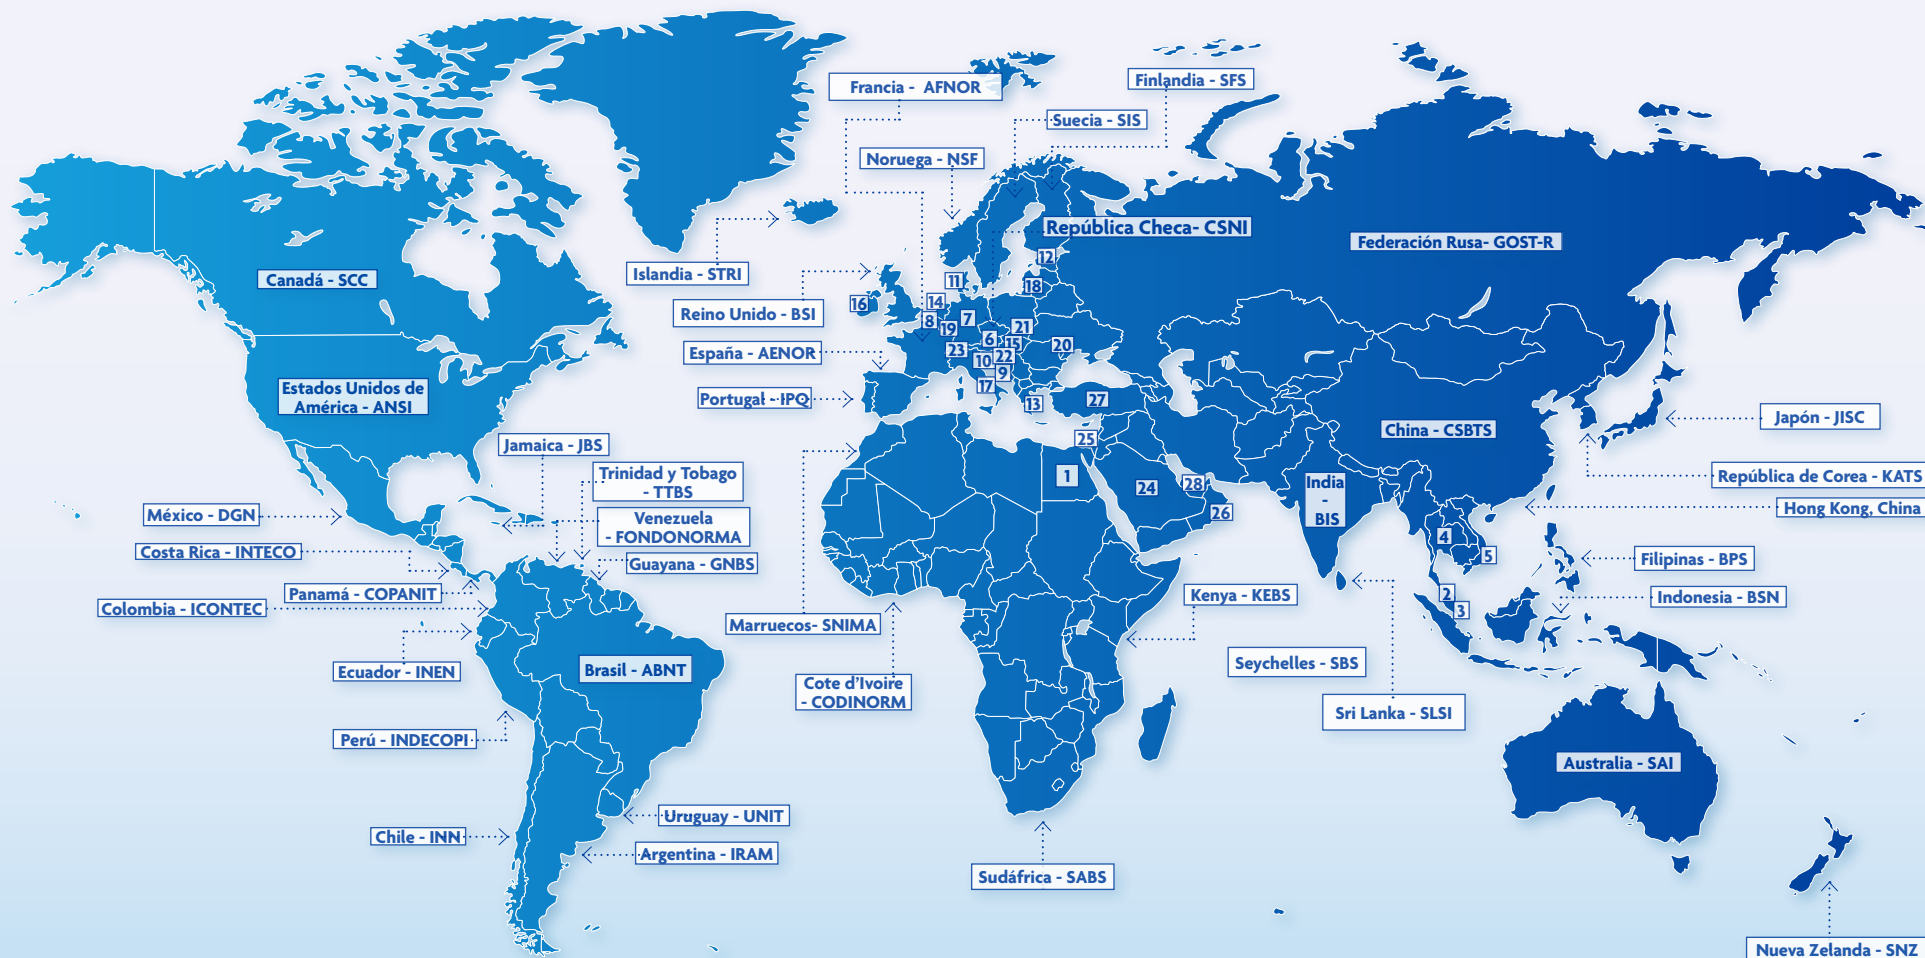 Francia - AFNOR
Finlandia - SFS
Suecia - SIS
Noruega - NSF
República Checa- CSNI
Federación Rusa- GOST-R
Islandia - STRI
Canadá - SCC
Reino Unido - BSI
España - AENOR
Portugal - IPQ
Estados Unidos de
América - ANSI
12
11
18
16
14
8
19
7
21
6
15
20
23
10
22
9
17
13
27
25
1
24
28
26
China - CSBTS
India
-
BIS
Japón - JISC
República de Corea - KATS
Hong Kong, China
4
5
2
3
Filipinas - BPS
Indonesia - BSN
Jamaica - JBS
Trinidad y Tobago
- TTBS
Venezuela
- FONDONORMA
Guayana - GNBS
México - DGN
Costa Rica - INTECO
Panamá - COPANIT
Colombia - ICONTEC
Ecuador - INEN
Brasil - ABNT
Perú - INDECOPI
Chile - INN
Uruguay - UNIT
Argentina - IRAM
Marruecos- SNIMA
Cote d’Ivoire
- CODINORM
Kenya - KEBS
Seychelles - SBS
Sri Lanka - SLSI
Sudáfrica - SABS
Australia - SAI
Nueva Zelanda - SNZ